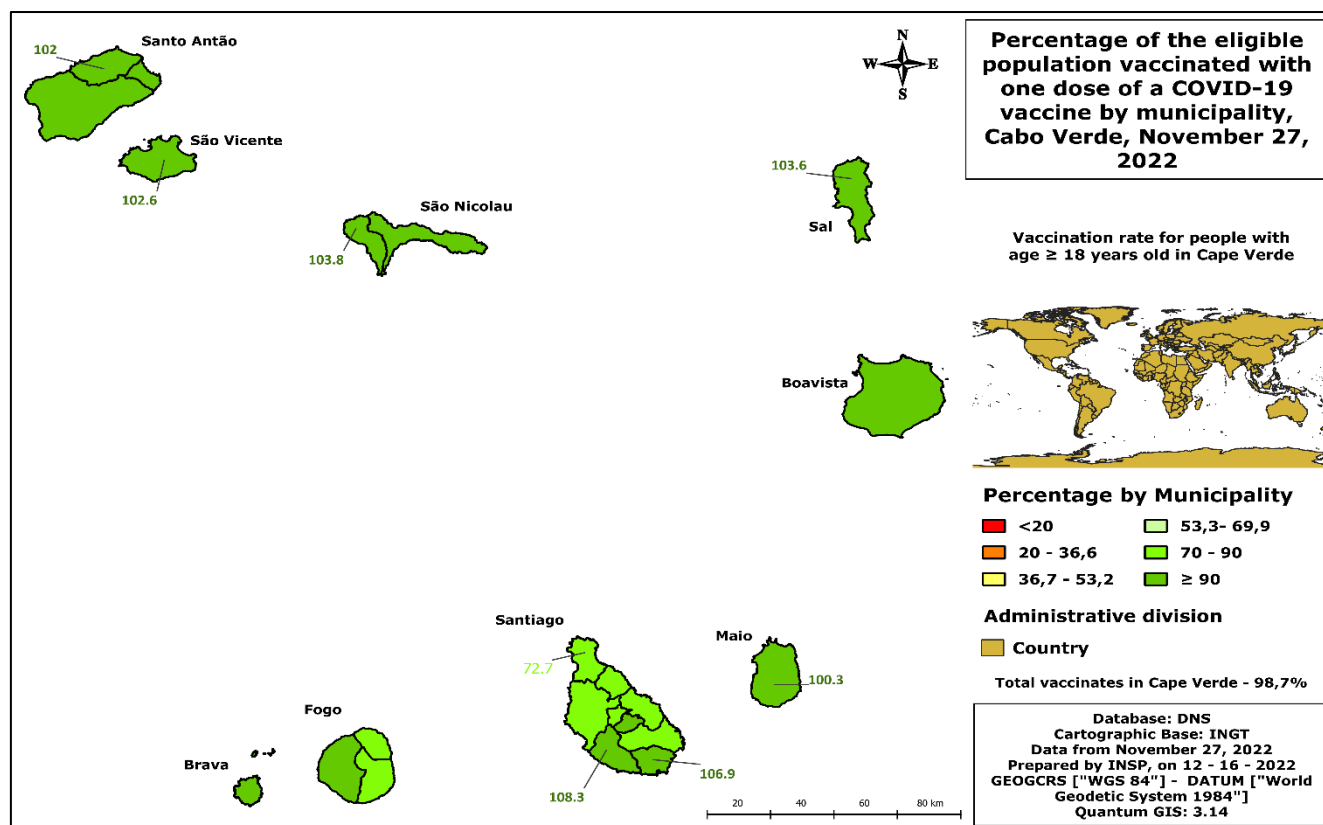 Santo Antão
102
São Vicente
102.6
São Nicolau
103.8
N
W E
S
103.6
Sal
Boavista
Santiago
72.7
Maio
100.3
Fogo
Brava
108.3
106.9
20 40 60 80 km
Percentage of the eligible
population vaccinated with
one dose of a COVID-19
vaccine by municipality,
Cabo Verde, November 27,
2022
Vaccination rate for people with
age ≥ 18 years old in Cape Verde
Percentage by Municipality
<20
20 - 36,6
36,7 - 53,2
53,3- 69,9
70 - 90
≥ 90
Administrative division
Country
Total vaccinates in Cape Verde - 98,7%
Database: DNS
Cartographic Base: INGT
Data from November 27, 2022
Prepared by INSP, on 12 - 16 - 2022
GEOGCRS ["WGS 84"] - DATUM ["World
Geodetic System 1984"]
Quantum GIS: 3.14